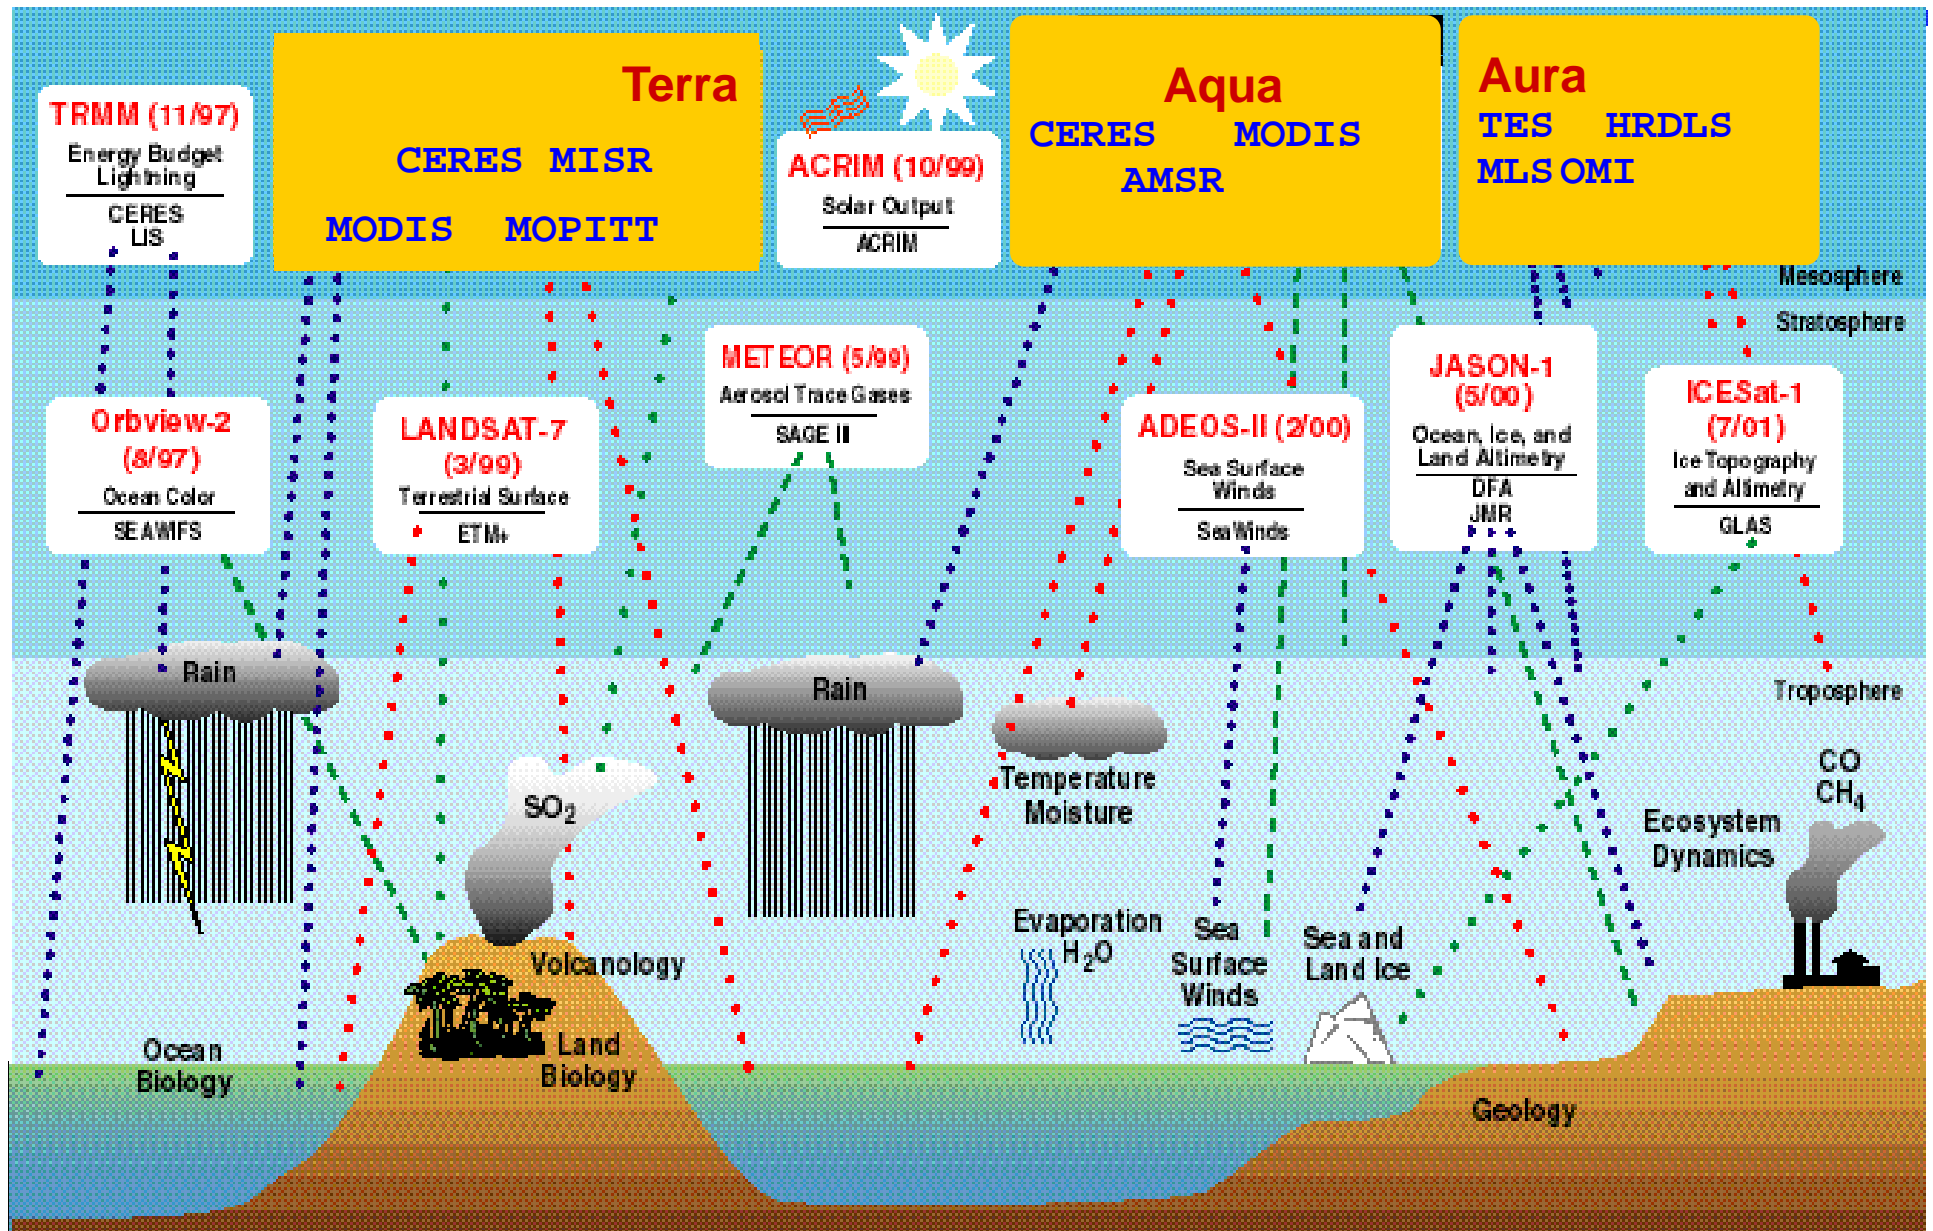 TRMM (11/97)
Energy Budget
Lightning
CERES
LIS
Terra
CERES MISR
MODIS MOPITT
ACRIM (10/99)
Solar Output
ACRIM
Aqua
CERES MODIS
AMSR
Aura
TES HRDLS
MLS OMI
Mesosphere
Stratosphere
Orbview-2
(8/97)
Ocean Color
SEAWIFS
LANDSAT-7
(3/99)
Terrestrial Surface
ETM+
METEOR (5/99)
Aerosol Trace Gases
SAGE III
ADEOS-II (2/00)
Sea Surface
Winds
SeaWinds
JASON-1
(5/00)
Ocean, Ice, and
Land Altimetry
DFA
JMR
ICESat-1
(7/01)
Ice Topography
and Altimetry
GLAS
Troposphere
Rain
Rain
SO2
Temperature
Moisture
CO
CH4
Ecosystem
Dynamics
Evaporation
H2O
Sea
Surface
Winds
Sea and
Land Ice
Volcanology
Land
Biology
Ocean
Biology
Geology